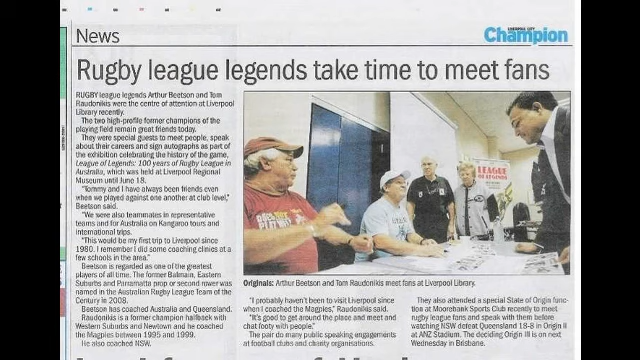 News
LIVERPOOL CITY
Champion
Rugby league legends take time to meet fans
RUGBY league legends Arthur Beetson and Tom
Raudonikis were the centre of attention at Liverpool
Library recently.
The two high-profile former champions of the
playing field remain great friends today.
They were special guests to meet people, speak
about their careers and sign autographs as part of
the exhibition celebrating the history of the game,
League of Legends: 100 years of Rugby League in
Australia, which was held at Liverpool Regional
Museum until June 18.
"Tommy and I have always been friends even
when we played against one another at club level,"
Beetson said.
"We were also teammates in representative
teams and for Australia on Kangaroo tours and
international trips.
"This would be my first trip to Liverpool since
1980. I remember I did some coaching clinics at a
few schools in the area."
Beetson is regarded as one of the greatest
players of all time. The former Balmain, Eastern
Suburbs and Parramatta prop or second rower was
named in the Australian Rugby League Team of the
Century in 2008.
Beetson has coached Australia and Queensland.
Raudonikis is a former champion halfback with
Western Suburbs and Newtown and he coached
the Magpies between 1995 and 1999.
He also coached NSW.
LEAGUE
OF LEGENDS
Originals: Arthur Beetson and Tom Raudonikis meet fans at Liverpool Library.
"I probably haven't been to visit Liverpool since
when I coached the Magpies," Raudonikis said.
"It's good to get around the place and meet and
chat footy with people."
The pair do many public speaking engagements
at football clubs and charity organisations.
They also attended a special State of Origin function
at Moorebank Sports Club recently to meet
rugby league fans and speak with them before
watching NSW defeat Queensland 18-8 in Origin II
at ANZ Stadium. The deciding Origin III is on next
Wednesday in Brisbane.